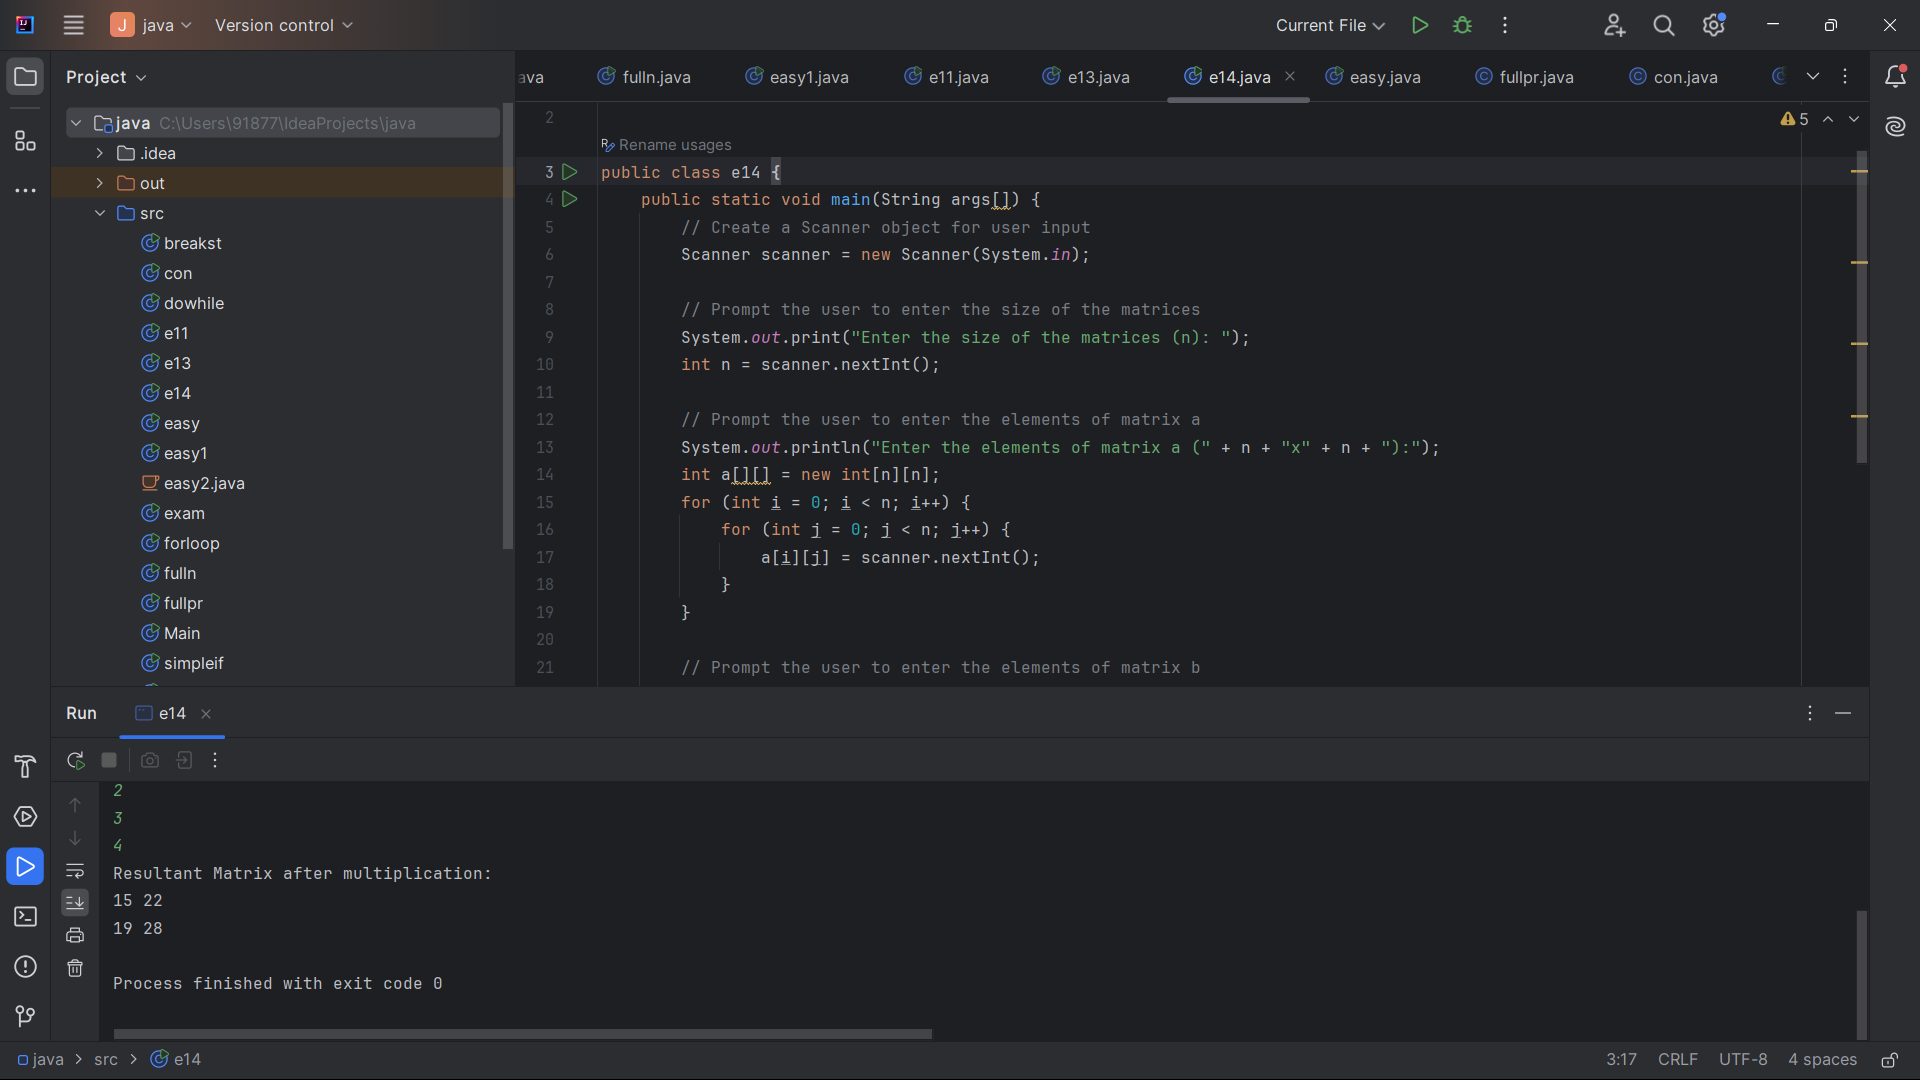 J java Version control Current File
Project
java C:\Users\91877\IdeaProjects\java
.idea
out
src
breakst
con
dowhile
e11
e13
e14
easy
easy1
easy2.java
exam
forloop
fulln
fullpr
Main
simpleif
ava fulln.java easy1.java e11.java e13.java e14.java easy.java fullpr.java con.java
5
2
Rename usages
3 public class e14 {
4 public static void main(String args[]) {
5 // Create a Scanner object for user input
6 Scanner scanner = new Scanner(System.in);
7
8 // Prompt the user to enter the size of the matrices
9 System.out.print("Enter the size of the matrices (n): ");
10 int n = scanner.nextInt();
11
12 // Prompt the user to enter the elements of matrix a
13 System.out.println("Enter the elements of matrix a (" + n + "x" + n + "):");
14 int a[][] = new int[n][n];
15 for (int i = 0; i < n; i++) {
16 for (int j = 0; j < n; j++) {
17 a[i][j] = scanner.nextInt();
18 }
19 }
20
21 // Prompt the user to enter the elements of matrix b
Run e14
2
3
4
Resultant Matrix after multiplication:
15 22
19 28
Process finished with exit code 0
java > src > e14 3:17 CRLF UTF-8 4 spaces